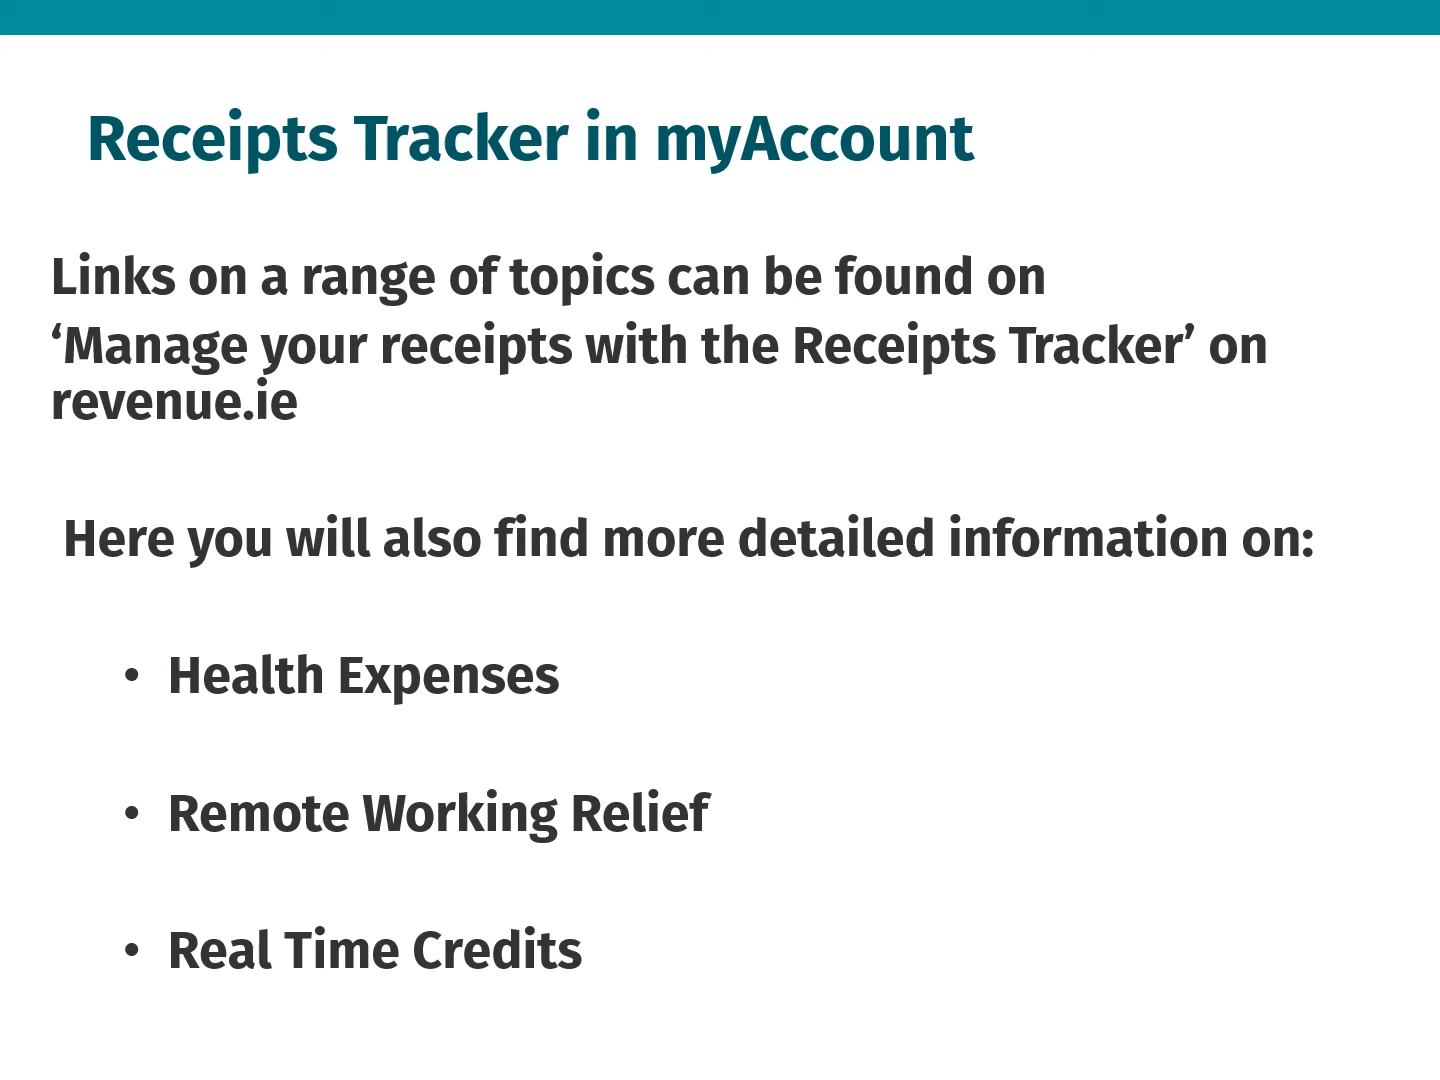 Receipts Tracker in myAccount
Links on a range of topics can be found on
‘Manage your receipts with the Receipts Tracker’ on
revenue.ie
Here you will also find more detailed information on:
• Health Expenses
• Remote Working Relief
• Real Time Credits